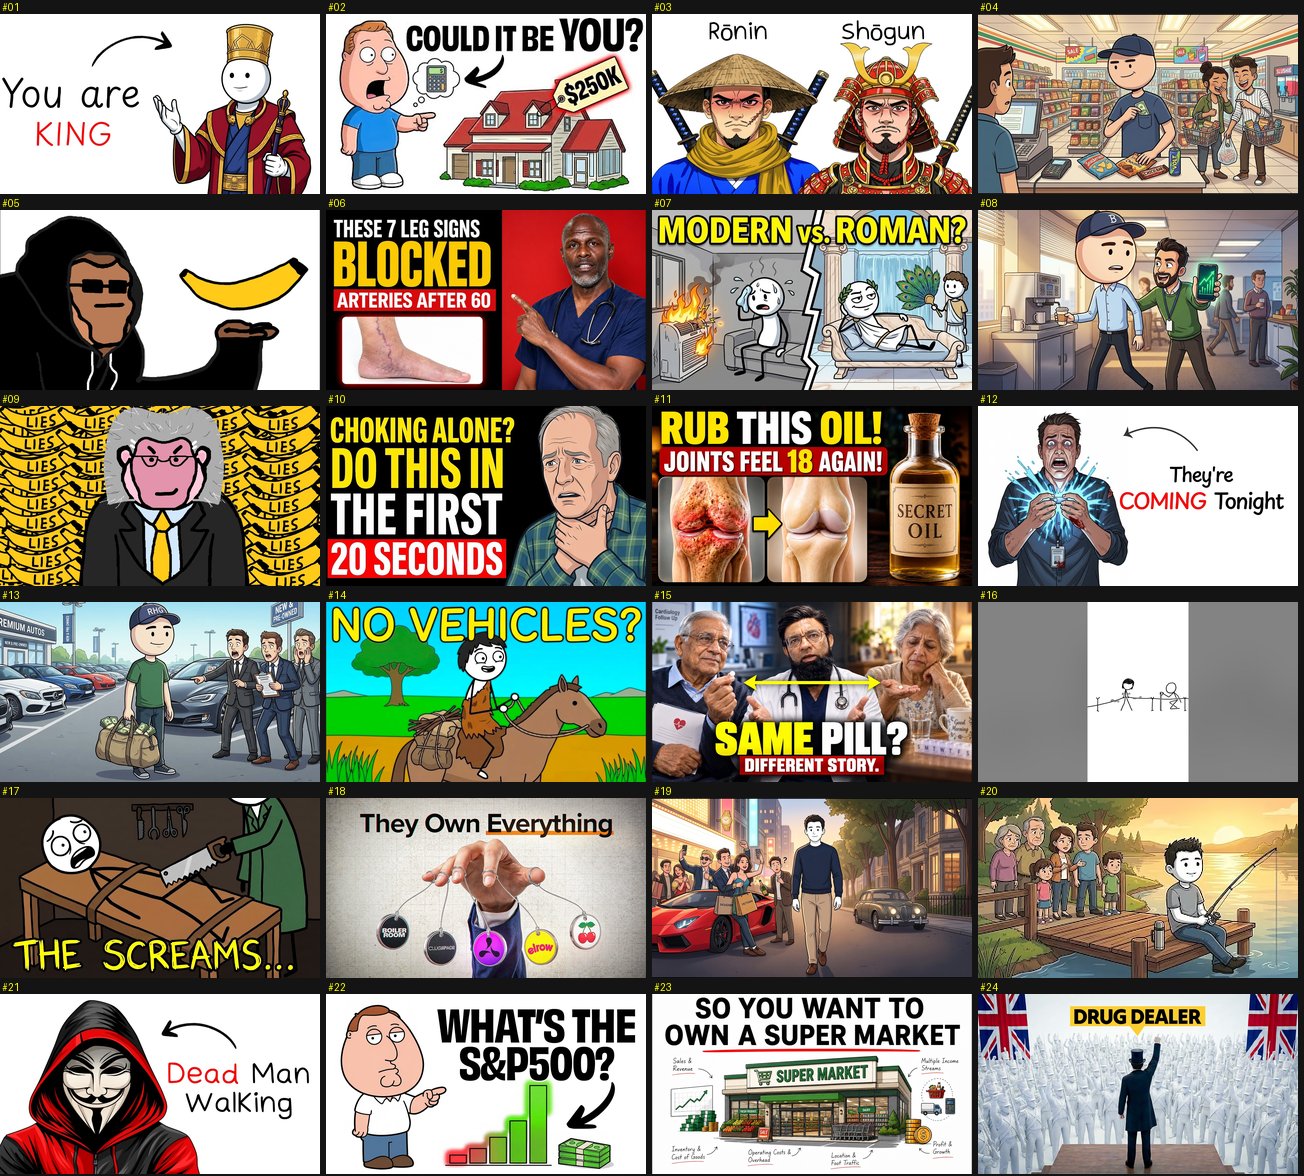 #01
You are
KING
#02
COULD IT BE YOU?
$250K
#03
Rōnin
Shōgun
#04
SALE
#05
#06
THESE 7 LEG SIGNS
BLOCKED
ARTERIES AFTER 60
#07
MODERN vs. ROMAN?
#08
B
#09
LIES
#10
CHOKING ALONE?
DO THIS IN
THE FIRST
20 SECONDS
#11
RUB THIS OIL!
JOINTS FEEL 18 AGAIN!
SECRET
OIL
#12
They're
COMING Tonight
#13
PREMIUM AUTOS
RHG
NEW &
PRE-OWNED
#14
NO VEHICLES?
#15
Cardiology
Follow Up
SAME PILL?
DIFFERENT STORY.
#16
#17
THE SCREAMS...
#18
They Own Everything
BOILER
ROOM
CLUBSPACE
elrow
#19
#20
#21
Dead Man
Walking
#22
WHAT'S THE
S&P500?
#23
SO YOU WANT TO
OWN A SUPER MARKET
Sales &
Revenue
Multiple Income
Streams
SUPER MARKET
Inventory &
Cost of Goods
Operating Costs &
Overhead
Location &
Foot Traffic
Profit &
Growth
#24
DRUG DEALER